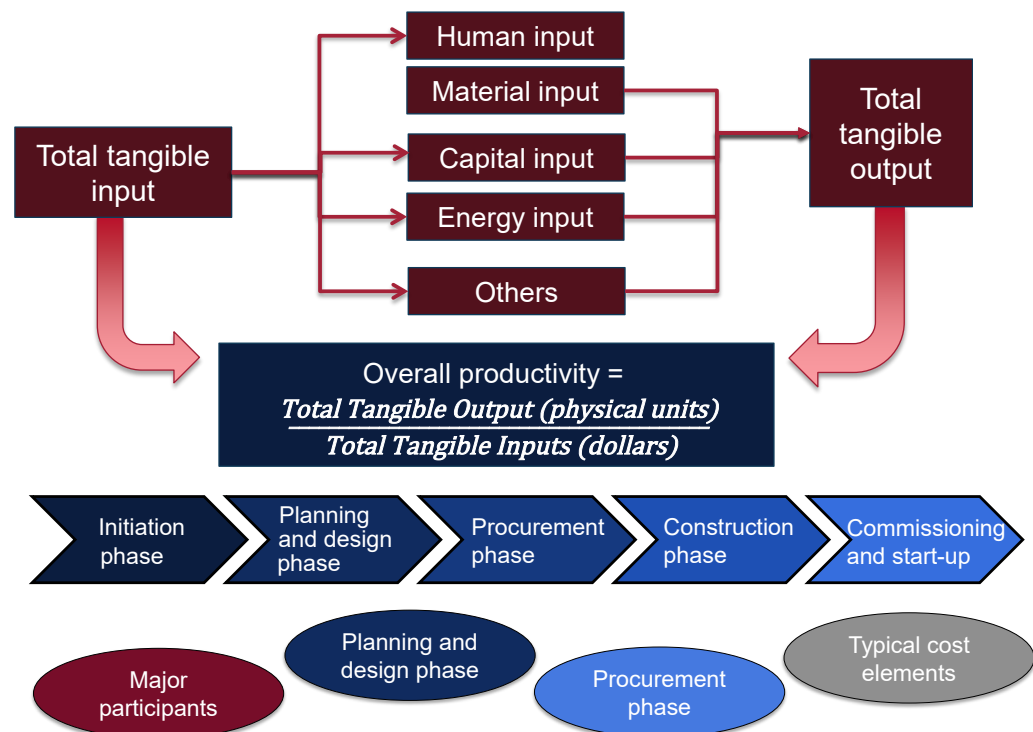 Human input
Material input
Total tangible
input
Capital input
Energy input
Others
Total
tangible
output
Overall productivity =
Total Tangible Output (physical units)
Total Tangible Inputs (dollars)
Initiation
phase
Planning
and design
phase
Procurement
phase
Construction
phase
Commissioning
and start-up
Major
participants
Planning and
design phase
Procurement
phase
Typical cost
elements